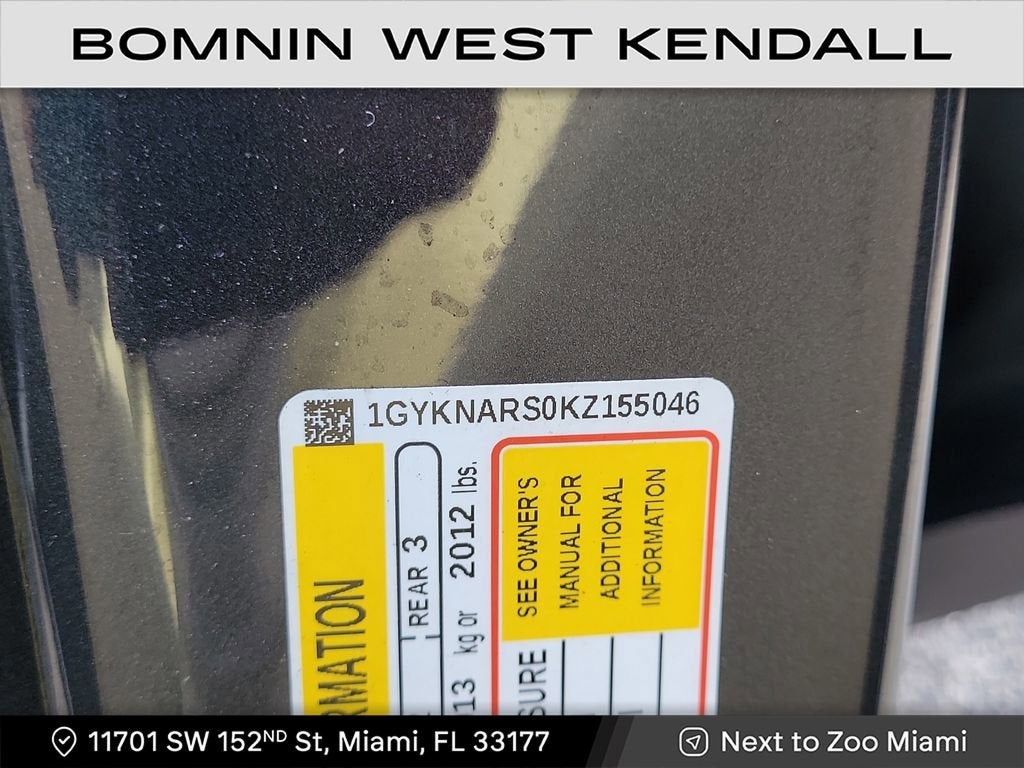 BOMNIN WEST KENDALL
1GYKNARS0KZ155046
RMATION
REAR 3
013 kg or 2012 lbs.
SURE
SEE OWNER'S
MANUAL FOR
ADDITIONAL
INFORMATION
11701 SW 152ND St, Miami, FL 33177
Next to Zoo Miami